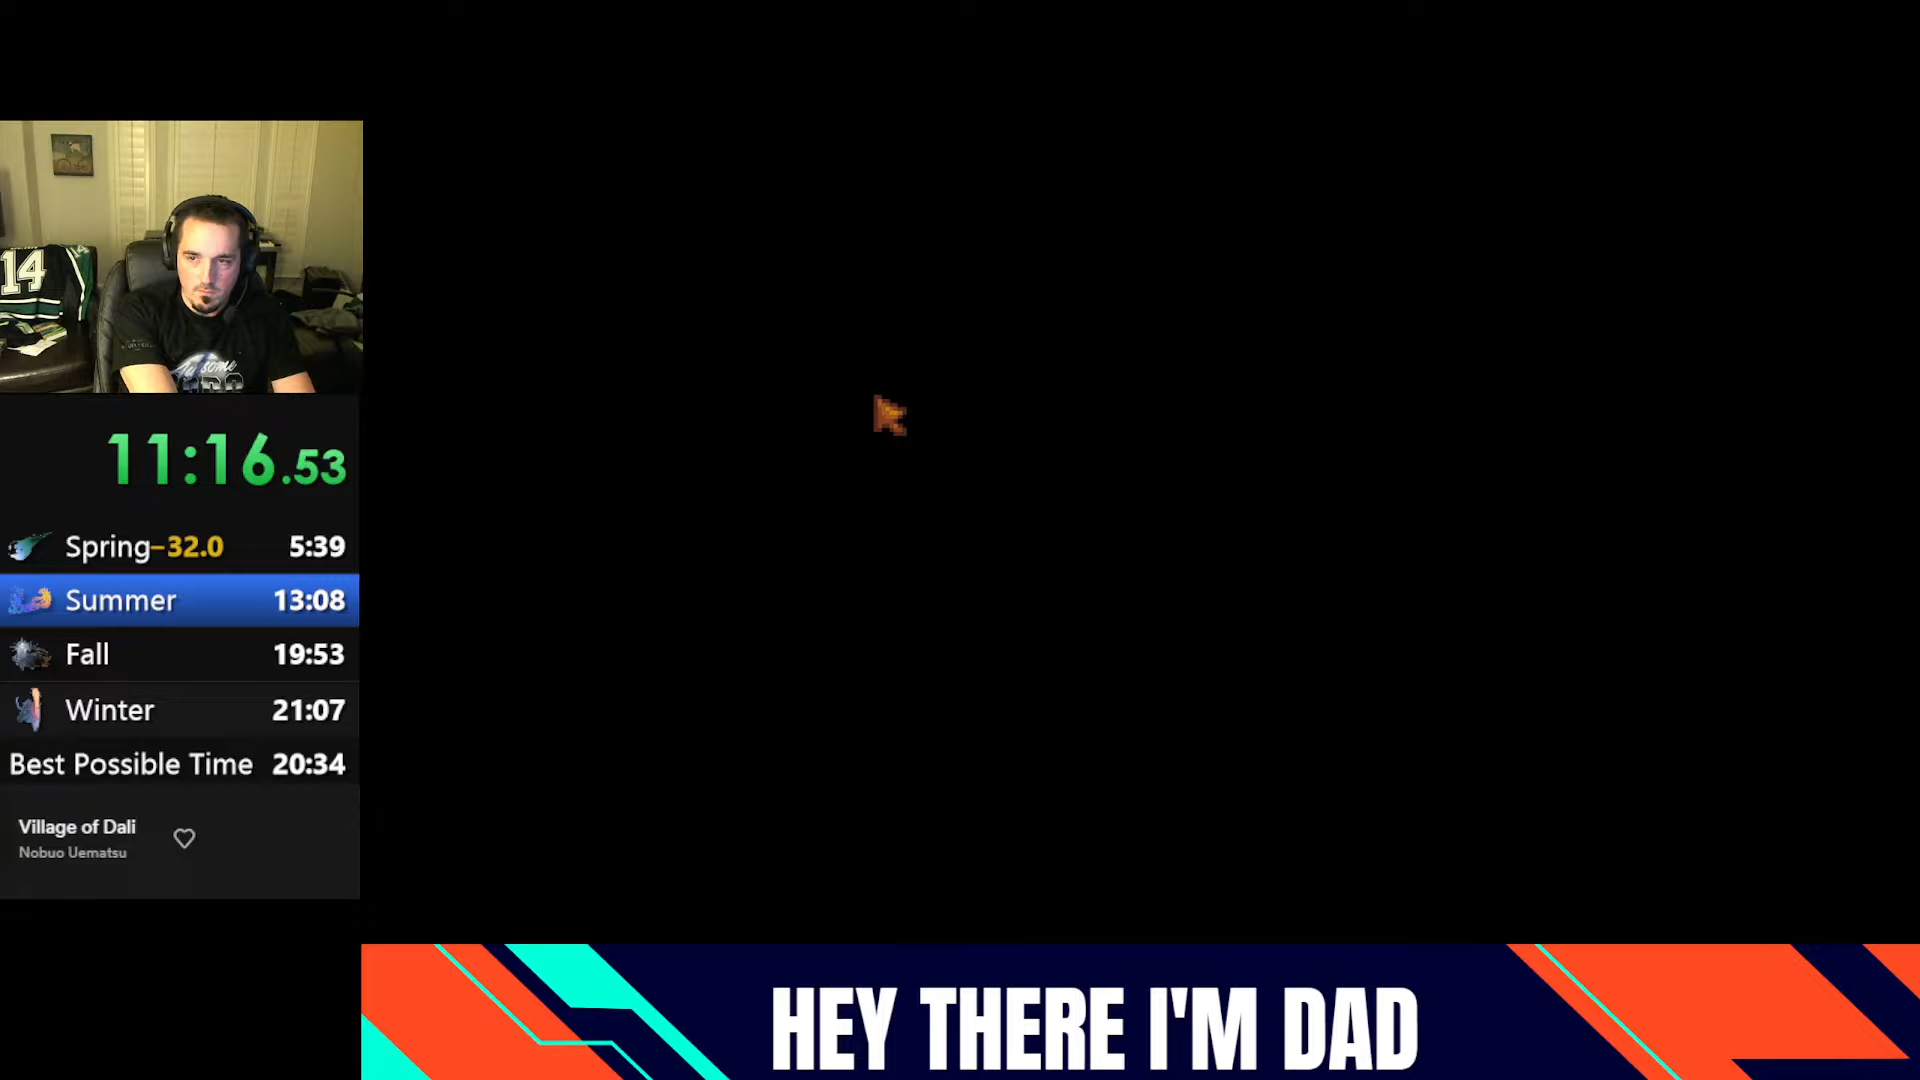 14
11:16.53
Spring -32.0 5:39
Summer 13:08
Fall 19:53
Winter 21:07
Best Possible Time 20:34
Village of Dali
Nobuo Uematsu
HEY THERE I'M DAD